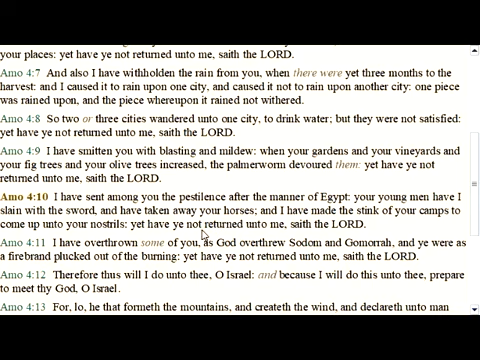 your places: yet have ye not returned unto me, saith the LORD.
Amo 4:7 And also I have withholden the rain from you, when there were yet three months to the
harvest: and I caused it to rain upon one city, and caused it not to rain upon another city: one piece
was rained upon, and the piece whereupon it rained not withered.
Amo 4:8 So two or three cities wandered unto one city, to drink water; but they were not satisfied:
yet have ye not returned unto me, saith the LORD.
Amo 4:9 I have smitten you with blasting and mildew: when your gardens and your vineyards and
your fig trees and your olive trees increased, the palmerworm devoured them: yet have ye not
returned unto me, saith the LORD.
Amo 4:10 I have sent among you the pestilence after the manner of Egypt: your young men have I
slain with the sword, and have taken away your horses; and I have made the stink of your camps to
come up unto your nostrils: yet have ye not returned unto me, saith the LORD.
Amo 4:11 I have overthrown some of you, as God overthrew Sodom and Gomorrah, and ye were as
a firebrand plucked out of the burning: yet have ye not returned unto me, saith the LORD.
Amo 4:12 Therefore thus will I do unto thee, O Israel: and because I will do this unto thee, prepare
to meet thy God, O Israel.
Amo 4:13 For, lo, he that formeth the mountains, and createth the wind, and declareth unto man